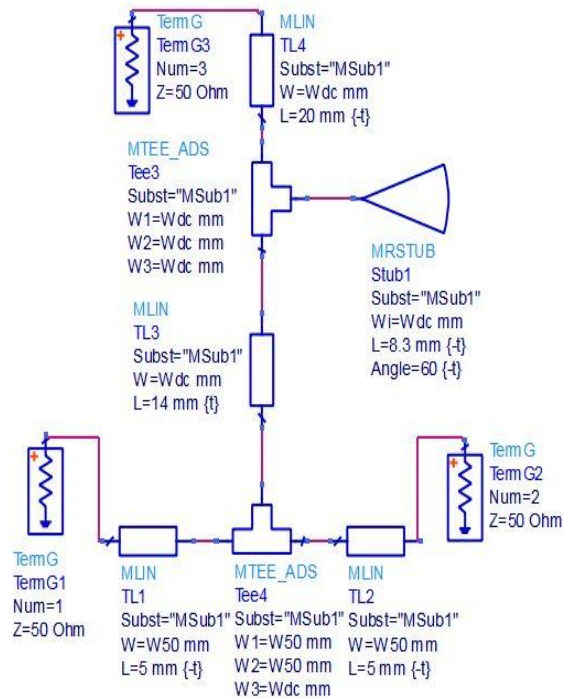 Term G
Term G3
Num=3
Z=50 Ohm
MLIN
TL4
Subst="MSub1"
W=Wdc mm
L=20 mm {-t}
MTEE_ADS
Tee3
Subst="MSub1"
W1=Wdc mm
W2=Wdc mm
W3=Wdc mm
MRSTUB
Stub1
Subst="MSub1"
Wi=Wdc mm
L=8.3 mm {-t}
Angle=60 {-t}
MLIN
TL3
Subst="MSub1"
W=Wdc mm
L=14 mm {t}
Term G
Term G2
Num=2
Z=50 Ohm
Term G
Term G1
Num=1
Z=50 Ohm
MLIN
TL1
Subst="MSub1"
W=W50 mm
L=5 mm {-t}
MTEE_ADS
Tee4
Subst="MSub1"
W1=W50 mm
W2=W50 mm
W3=Wdc mm
MLIN
TL2
Subst="MSub1"
W=W50 mm
L=5 mm {-t}